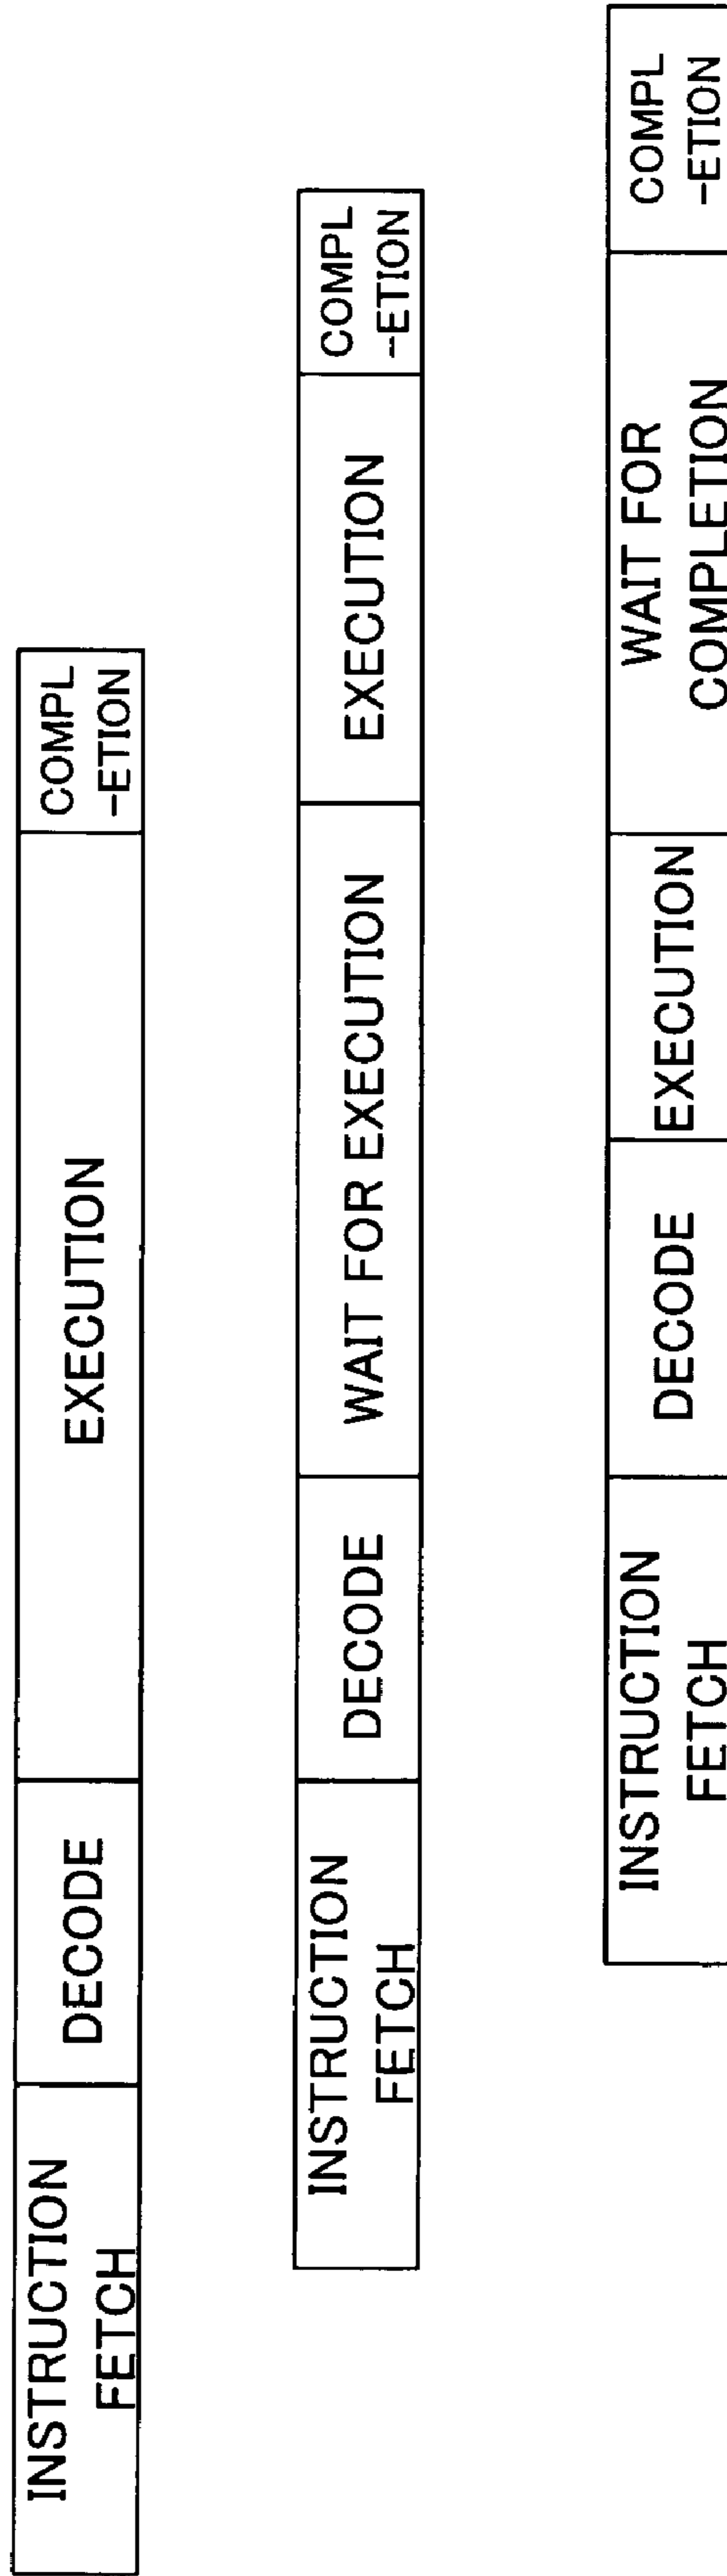 INSTRUCTION
FETCH
DECODE
EXECUTION
COMPL
-ETION
INSTRUCTION
FETCH
DECODE
WAIT FOR EXECUTION
EXECUTION
COMPL
-ETION
INSTRUCTION
FETCH
DECODE
EXECUTION
WAIT FOR
COMPLETION
COMPL
-ETION